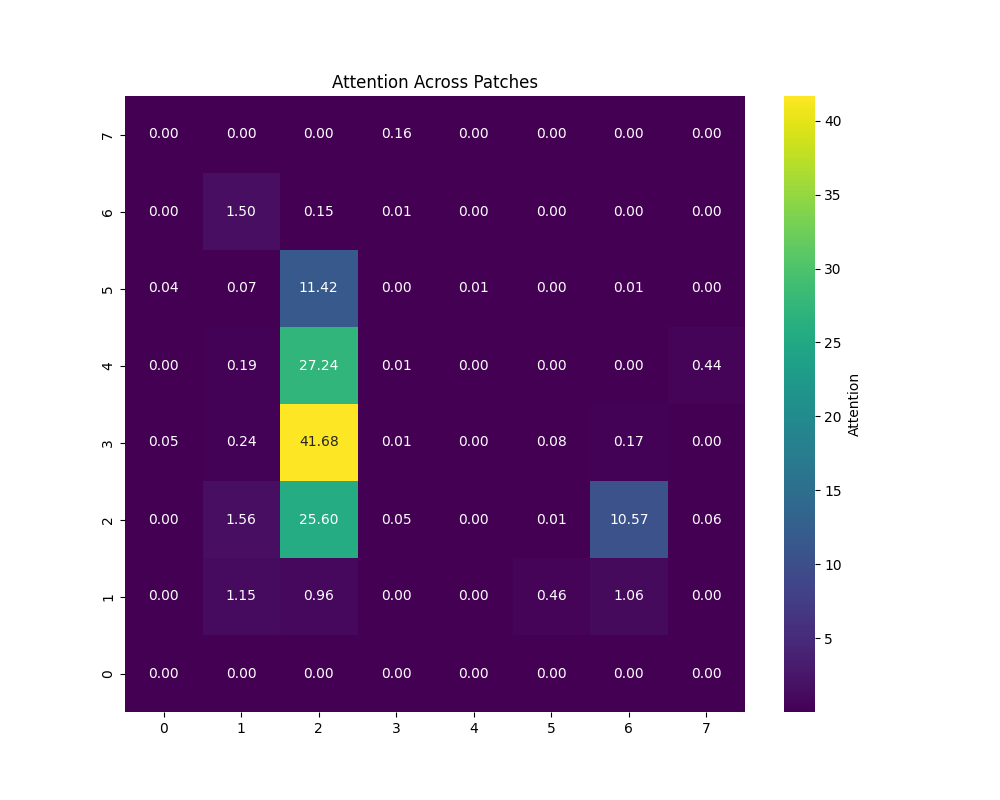 Attention Across Patches
7 0.00 0.00 0.00 0.16 0.00 0.00 0.00 0.00
6 0.00 1.50 0.15 0.01 0.00 0.00 0.00 0.00
5 0.04 0.07 11.42 0.00 0.01 0.00 0.01 0.00
4 0.00 0.19 27.24 0.01 0.00 0.00 0.00 0.44
3 0.05 0.24 41.68 0.01 0.00 0.08 0.17 0.00
2 0.00 1.56 25.60 0.05 0.00 0.01 10.57 0.06
1 0.00 1.15 0.96 0.00 0.00 0.46 1.06 0.00
0 0.00 0.00 0.00 0.00 0.00 0.00 0.00 0.00
0 1 2 3 4 5 6 7
40
35
30
25
20
15
10
5
Attention